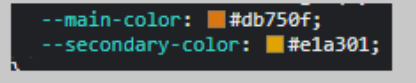 --main-color: #db750f;
--secondary-color: #e1a301;
}